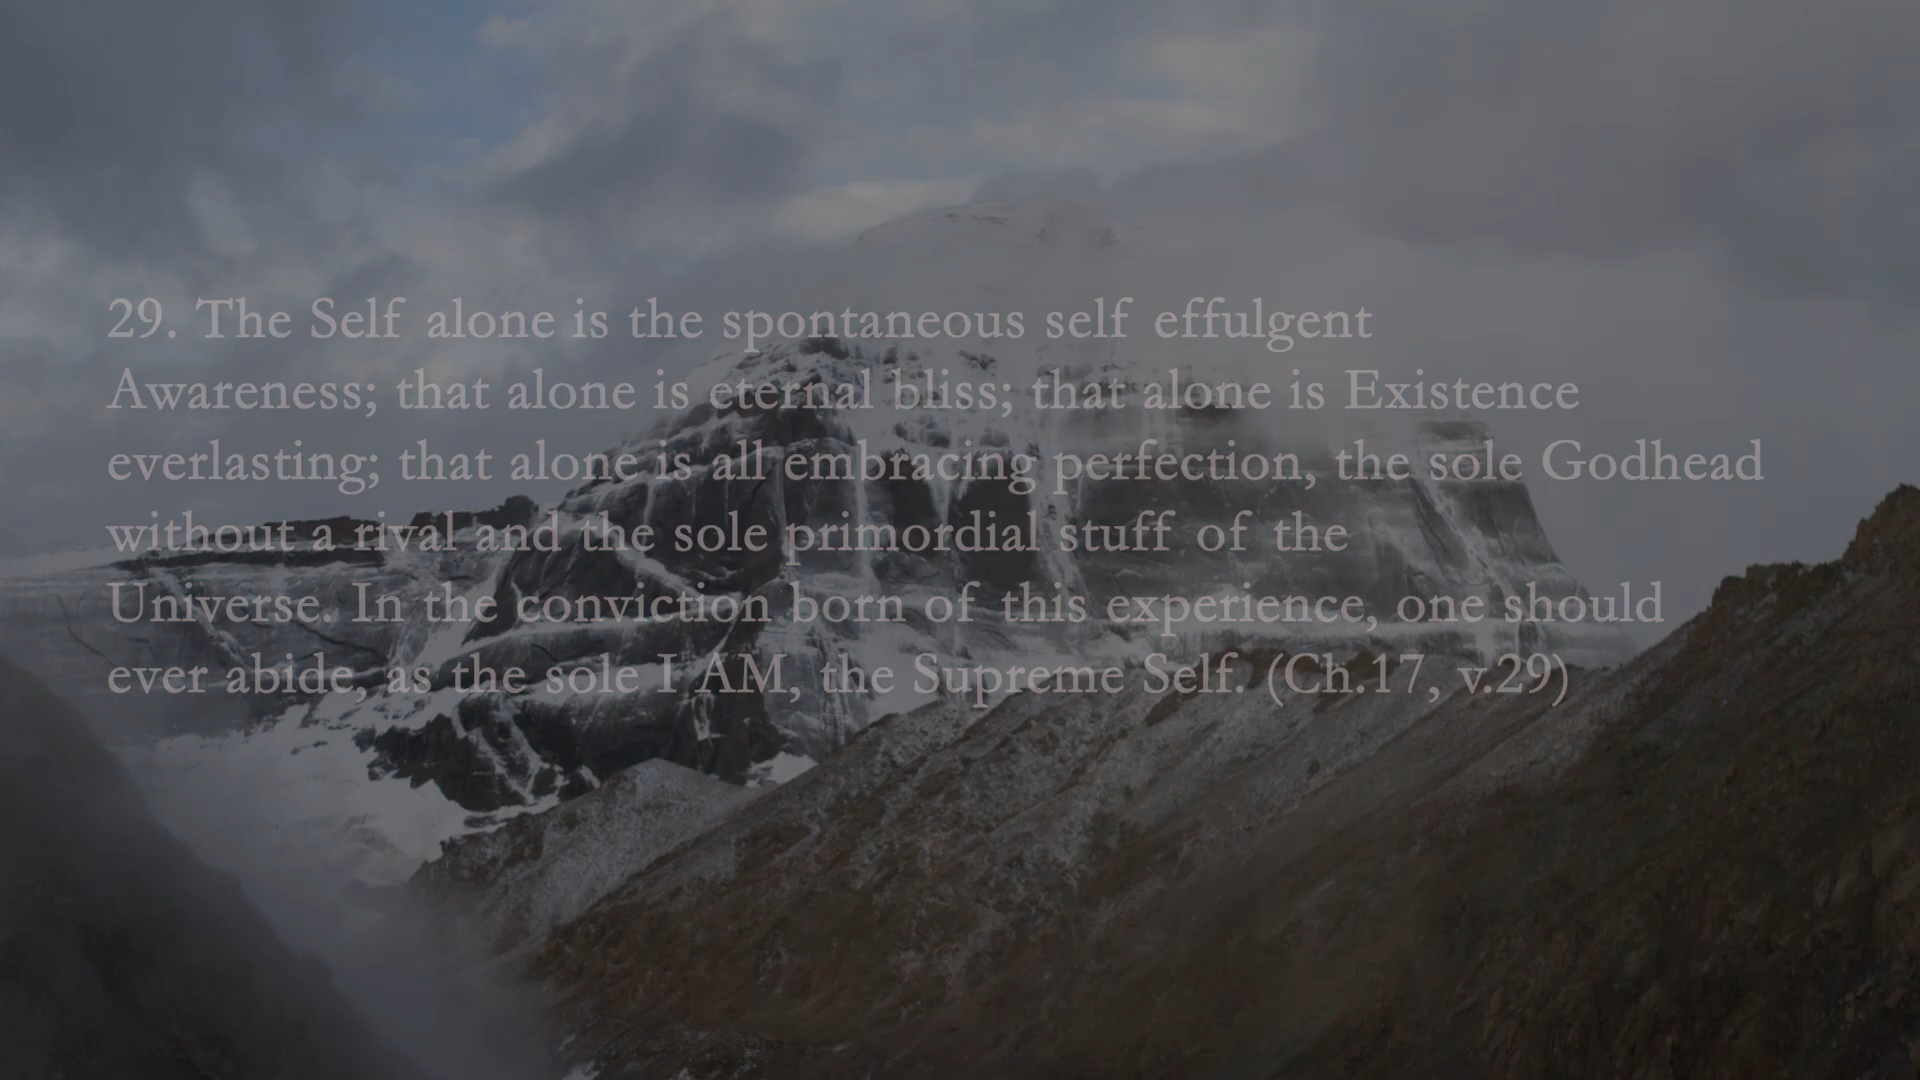 29. The Self alone is the spontaneous self effulgent
Awareness; that alone is eternal bliss; that alone is Existence
everlasting; that alone is all embracing perfection, the sole Godhead
without a rival and the sole primordial stuff of the
Universe. In the conviction born of this experience, one should
ever abide, as the sole I AM, the Supreme Self. (Ch.17, v.29)